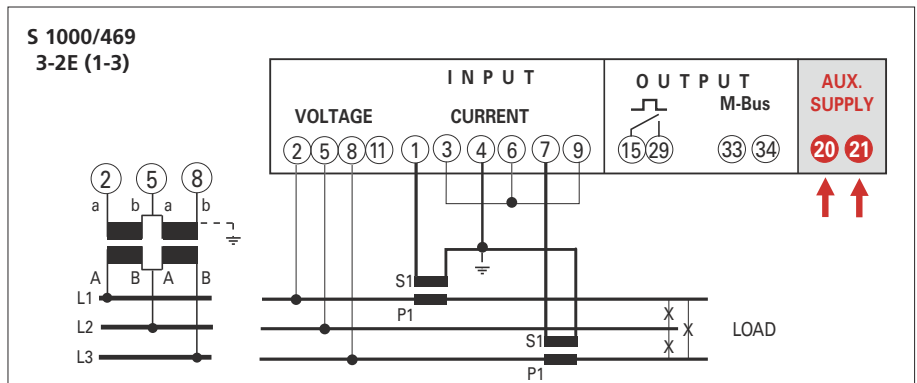 S 1000/469
3-2E (1-3)
INPUT
VOLTAGE CURRENT
2 5 8 11 1 3 4 6 7 9
OUTPUT
M-Bus
15 29 33 34
AUX.
SUPPLY
20 21
2 5 8
a b a b
A B A B
L1
L2
L3
S1
P1
S1
P1
X
X
X
LOAD